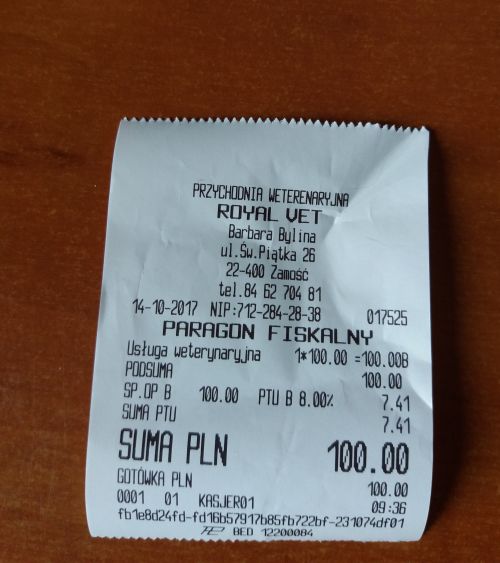 PRZYCHODNIA WETERENARYJNA
ROYAL VET
Barbara Bylina
ul.Św.Piątka 26
22-400 Zamość
tel.84 62 704 81
14-10-2017 NIP:712-284-28-38 017525
PARAGON FISKALNY
Usługa weterynaryjna 1*100.00 =100.00B
PODSUMA 100.00
SP.OP B 100.00 PTU B 8.00% 7.41
SUMA PTU 7.41
SUMA PLN 100.00
GOTÓWKA PLN 100.00
0001 01 KASJER01 09:36
fb1e8d24fd-fd16b57917b85fb722bf-231074df01
BED 12200084